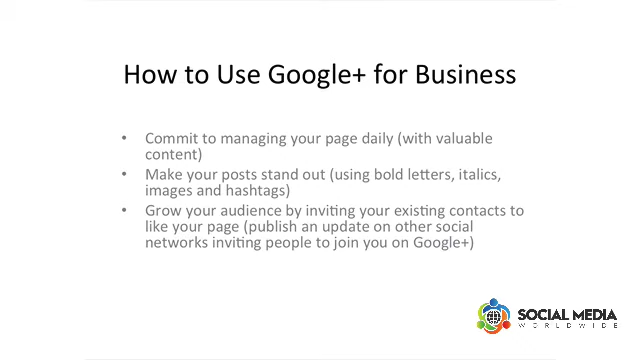 How to Use Google+ for Business
• Commit to managing your page daily (with valuable
content)
• Make your posts stand out (using bold letters, italics,
images and hashtags)
• Grow your audience by inviting your existing contacts to
like your page (publish an update on other social
networks inviting people to join you on Google+)
SOCIAL MEDIA
WORLDWIDE